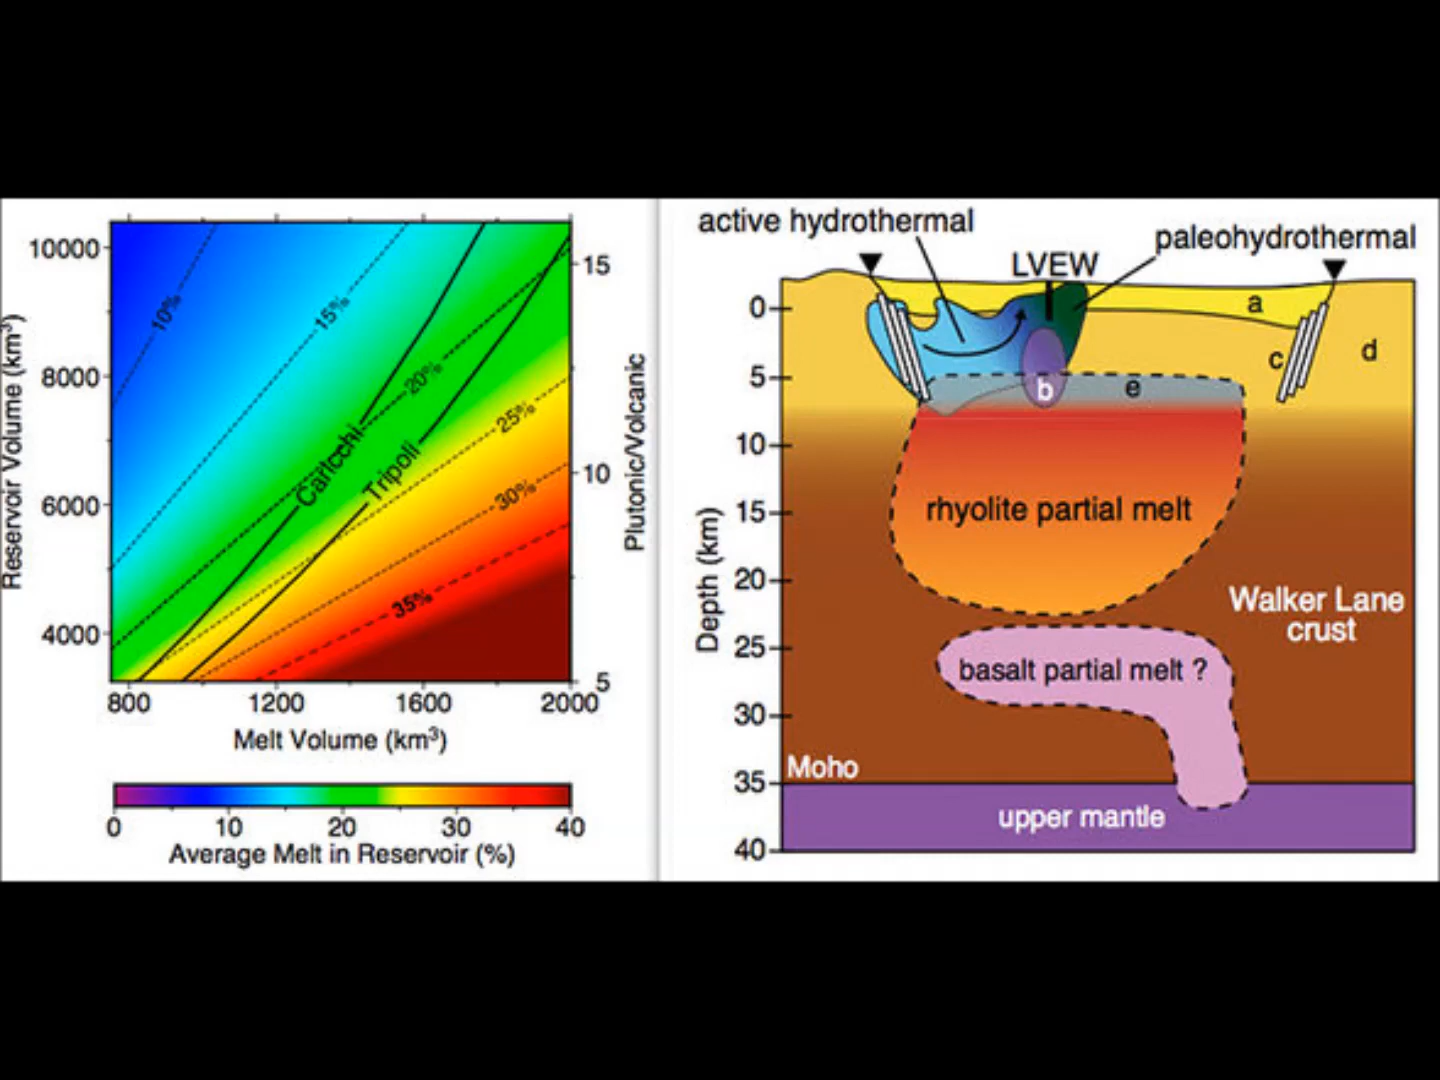 10000
8000
6000
4000
Reservoir Volume (km³)
10%
15%
20%
25%
30%
35%
Caricchi
Tripoli
15
10
5
Plutonic/Volcanic
800 1200 1600 2000
Melt Volume (km³)
0 10 20 30 40
Average Melt in Reservoir (%)
active hydrothermal
LVEW
paleohydrothermal
a
b
c
d
e
0
5
10
15
20
25
30
35
40
Depth (km)
rhyolite partial melt
Walker Lane
crust
basalt partial melt ?
Moho
upper mantle